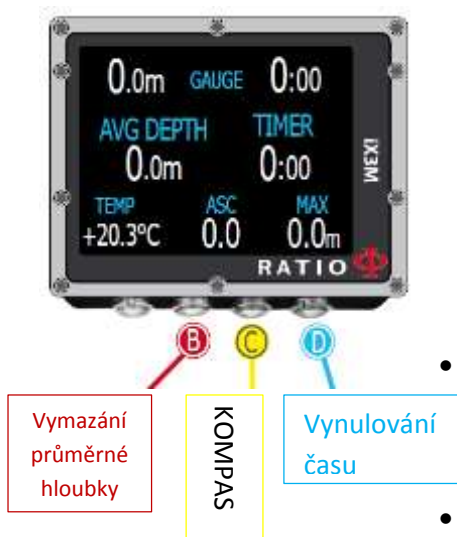 0.0m GAUGE 0:00
AVG DEPTH TIMER
0.0m 0:00
TEMP ASC MAX
+20.3ºC 0.0 0.0m
iX3M
RATIO
B C D
Vymazání
průměrné
hloubky
KOMPAS
Vynulování
času